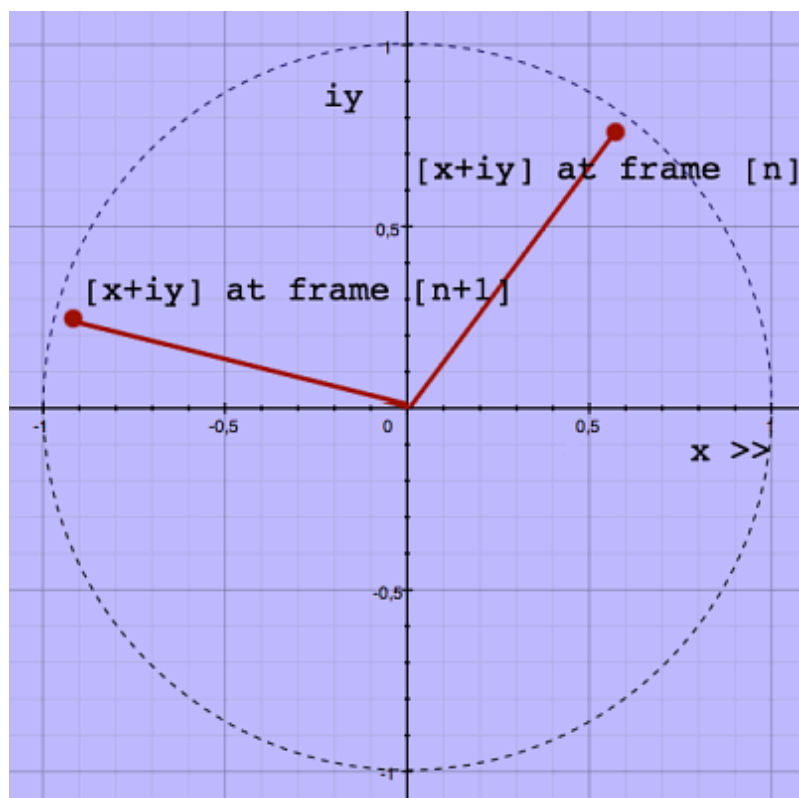 1
iy
[x+iy] at frame [n]
0,5
[x+iy] at frame [n+1]
-1 -0,5 0 0,5 1
x >>
-0,5
-1